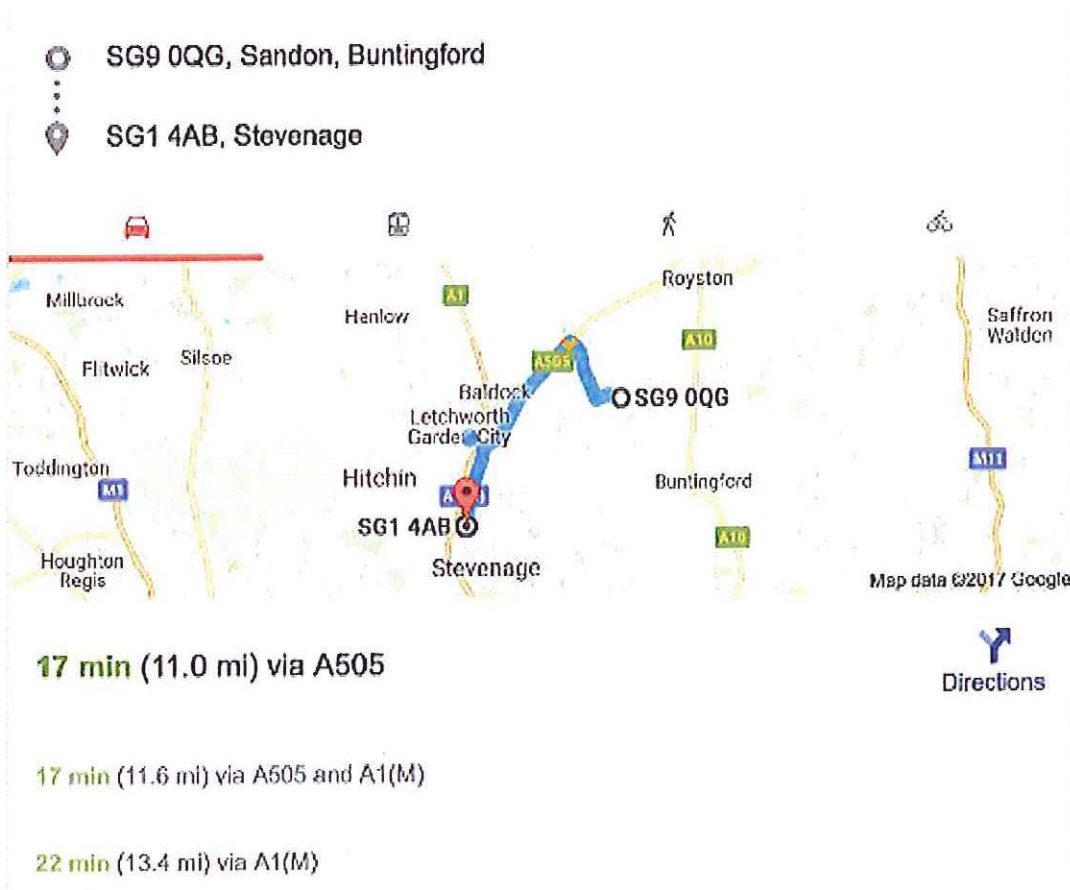 SG9 0QG, Sandon, Buntingford
SG1 4AB, Stevenage
Royston
Millbrook
A1
Henlow
Saffron
Walden
A10
Flitwick
Silsoe
A505
Baldock
SG9 0QG
Letchworth
Garden City
Toddington
M11
Hitchin
Buntingford
M1
SG1 4AB
A10
Houghton
Regis
Stevenage
Map data ©2017 Google
17 min (11.0 mi) via A505
Directions
17 min (11.6 mi) via A505 and A1(M)
22 min (13.4 mi) via A1(M)